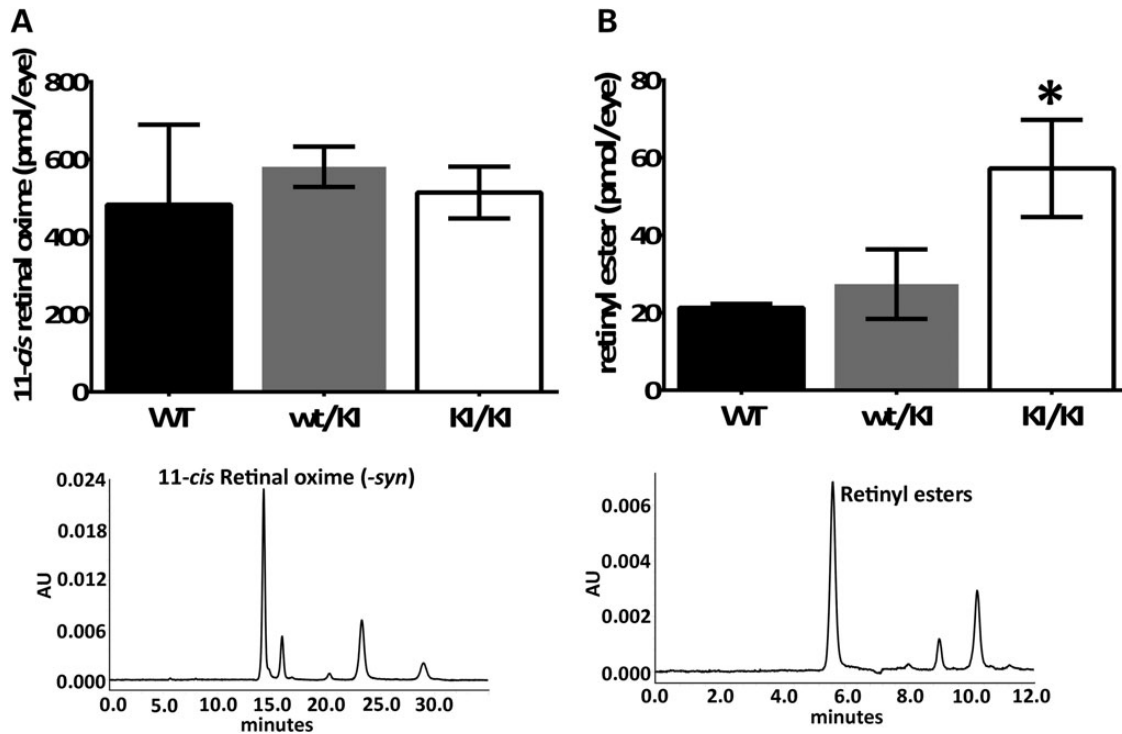 A
11-cis retinal oxime (pmol/eye)
800
600
400
200
0
WT
wt/KI
KI/KI
B
retinyl ester (pmol/eye)
80
60
40
20
0
*
WT
wt/KI
KI/KI
11-cis Retinal oxime (-syn)
AU
0.024
0.018
0.012
0.006
0.000
0.0 5.0 10.0 15.0 20.0 25.0 30.0
minutes
Retinyl esters
AU
0.006
0.004
0.002
0.000
0.0 2.0 4.0 6.0 8.0 10.0 12.0
minutes